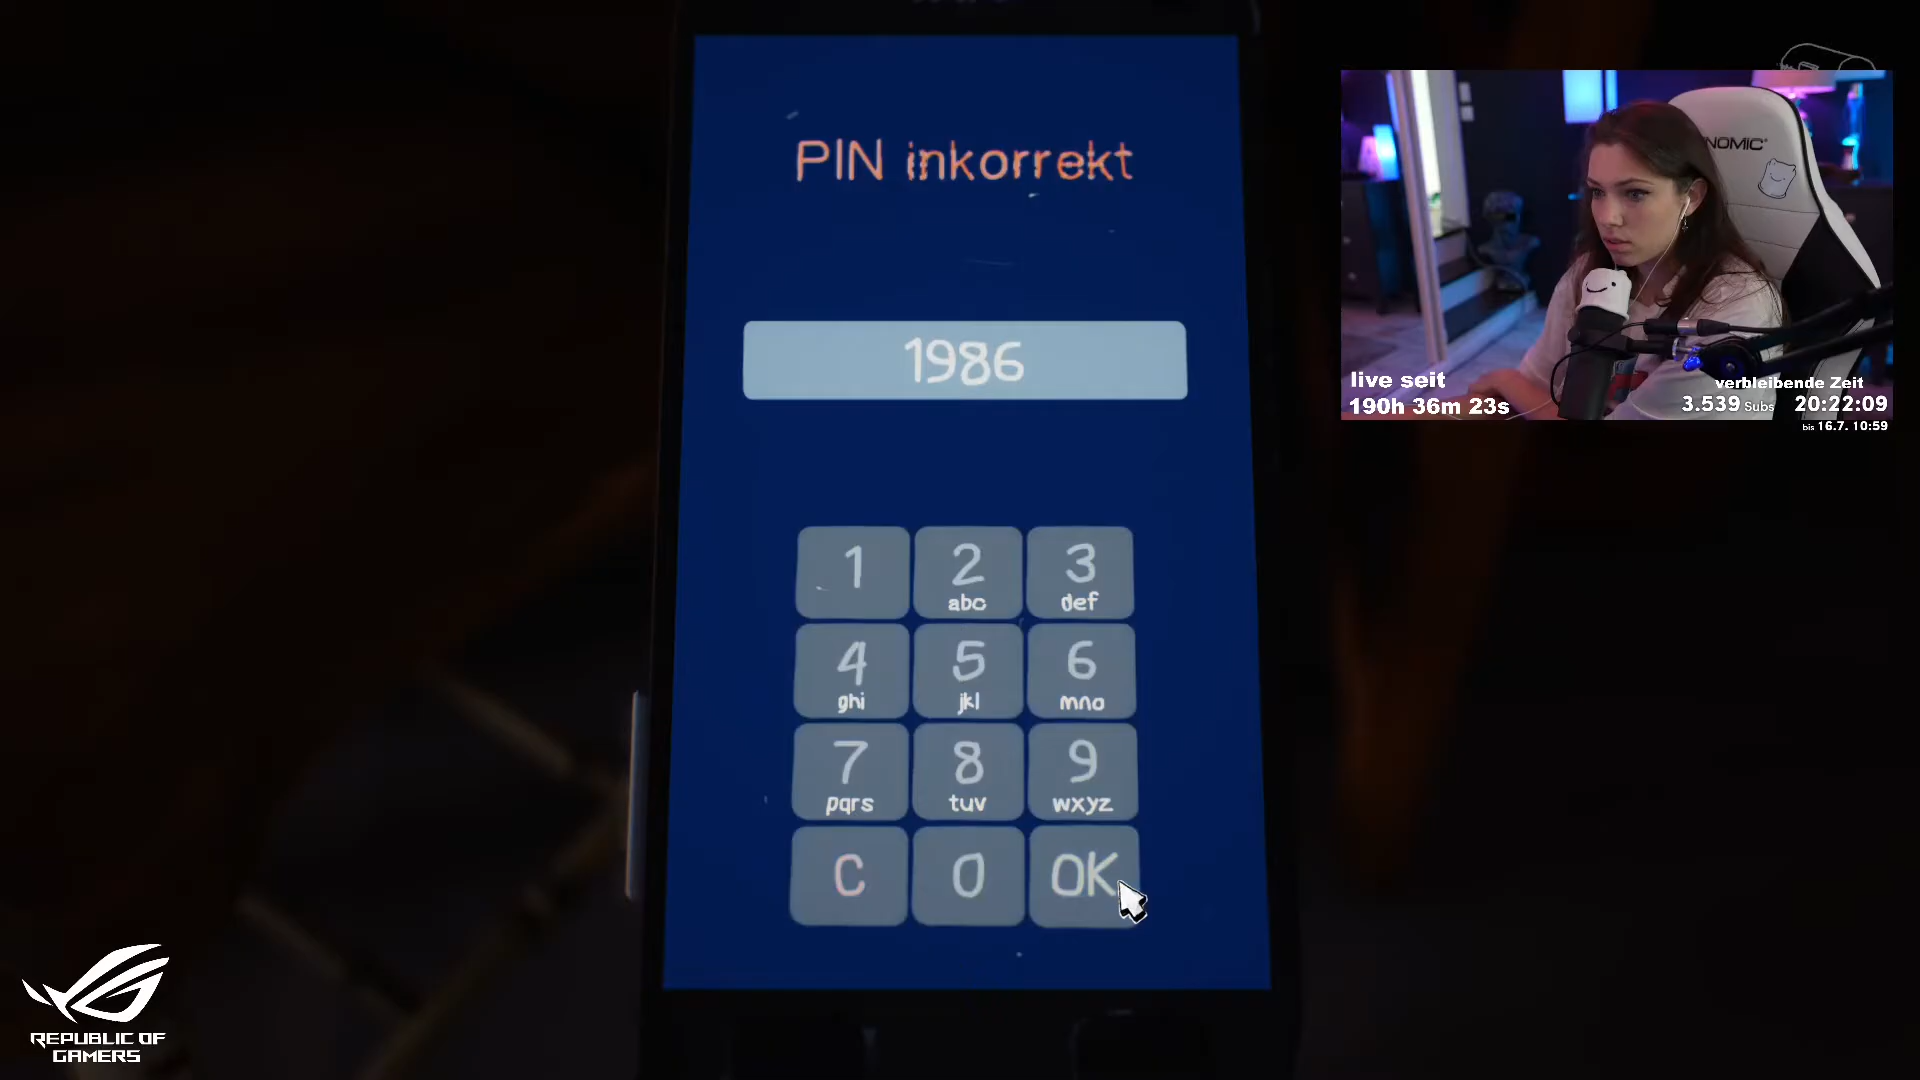 PIN inkorrekt
1986
1
2
abc
3
def
4
ghi
5
jkl
6
mno
7
pqrs
8
tuv
9
wxyz
C
0
OK
NOMIC
live seit
190h 36m 23s
verbleibende Zeit
3.539 Subs 20:22:09
bis 16.7. 10:59
REPUBLIC OF
GAMERS